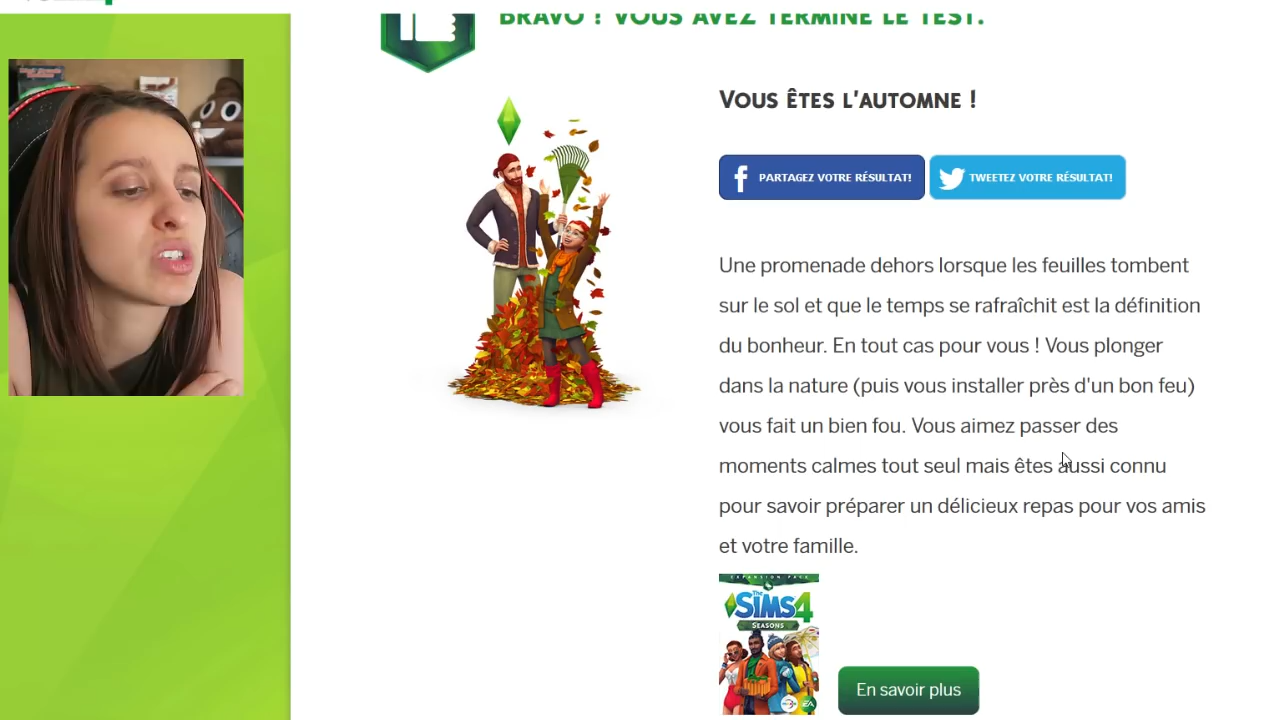 BRAVO ! VOUS AVEZ TERMINÉ LE TEST.
VOUS ÊTES L'AUTOMNE !
PARTAGEZ VOTRE RÉSULTAT!
TWEETEZ VOTRE RÉSULTAT!
Une promenade dehors lorsque les feuilles tombent
sur le sol et que le temps se rafraîchit est la définition
du bonheur. En tout cas pour vous ! Vous plonger
dans la nature (puis vous installer près d'un bon feu)
vous fait un bien fou. Vous aimez passer des
moments calmes tout seul mais êtes aussi connu
pour savoir préparer un délicieux repas pour vos amis
et votre famille.
EXPANSION PACK
The
SIMS 4
SEASONS
EA
En savoir plus